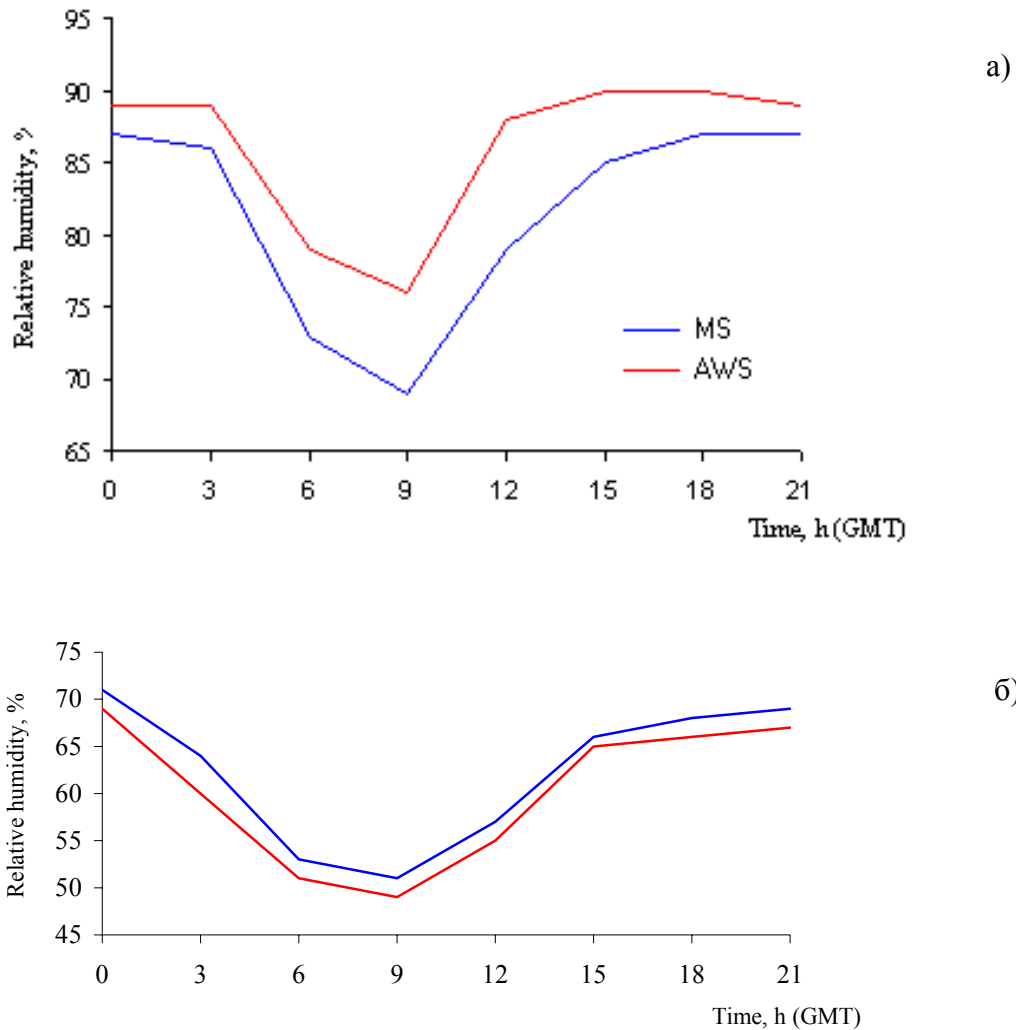 95
а)
90
Relative humidity, %
85
80
75
MS
70
AWS
65
0 3 6 9 12 15 18 21
Time, h (GMT)
75
б)
70
Relative humidity, %
65
60
55
50
45
0 3 6 9 12 15 18 21
Time, h (GMT)